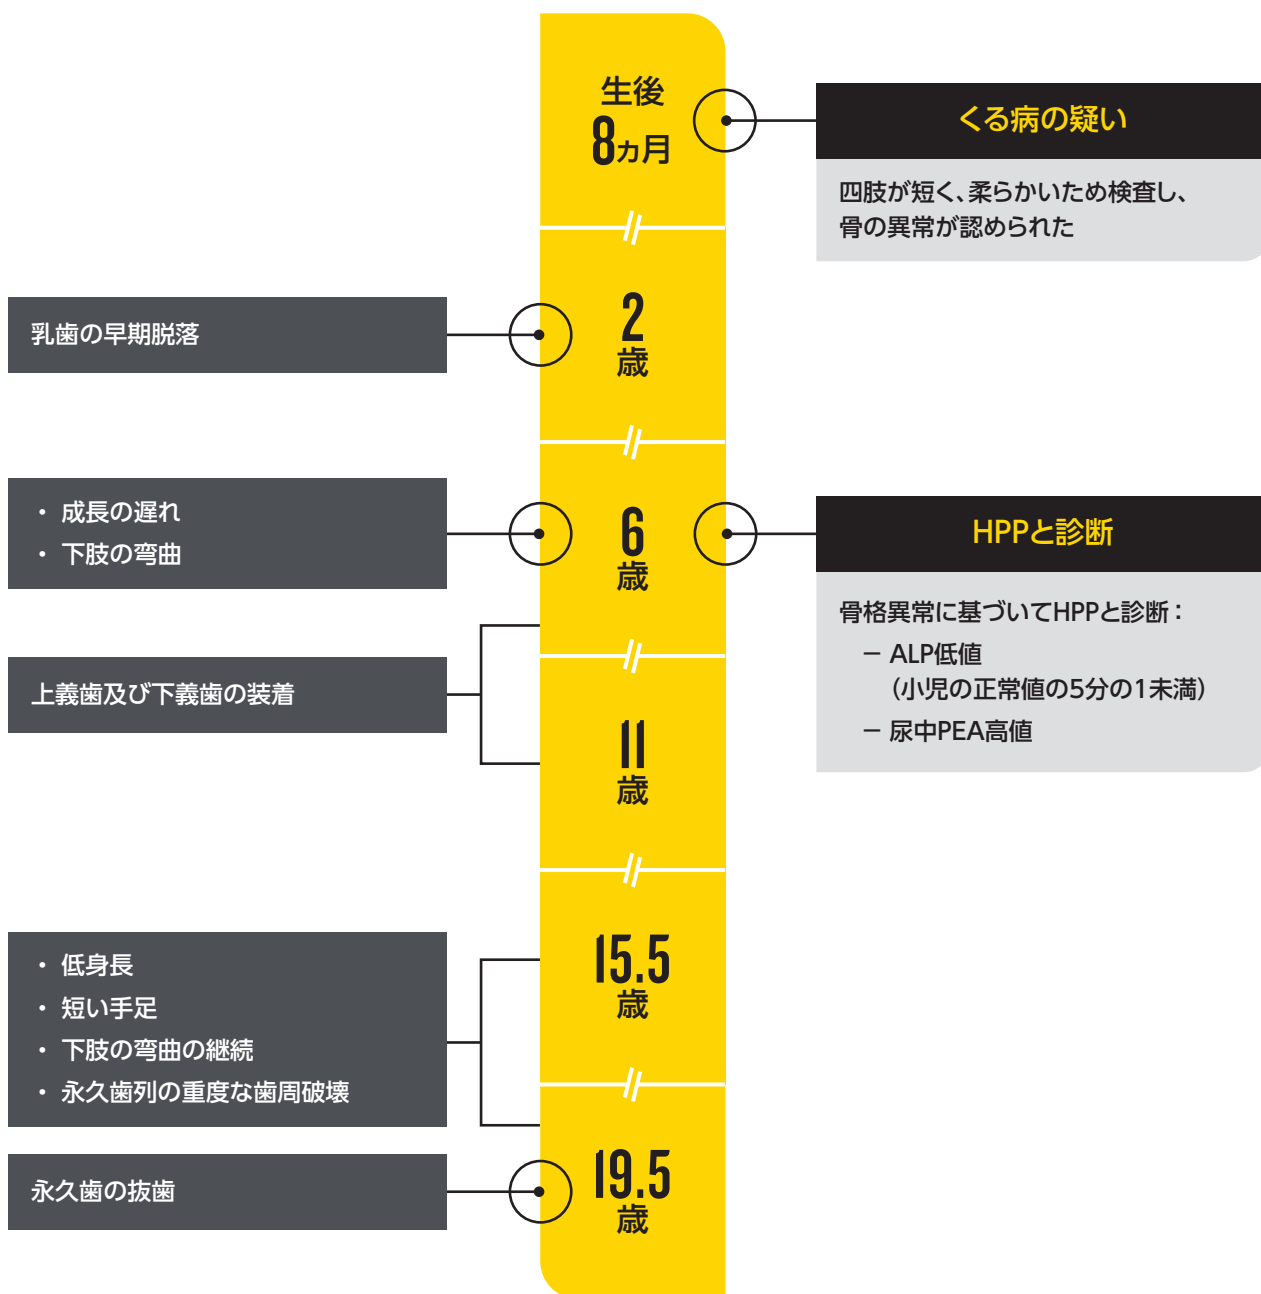 生後
8ヵ月
くる病の疑い
四肢が短く、柔らかいため検査し、
骨の異常が認められた
2
歳
乳歯の早期脱落
6
歳
・ 成長の遅れ
・ 下肢の弯曲
HPPと診断
骨格異常に基づいてHPPと診断：
− ALP低値
（小児の正常値の5分の1未満）
− 尿中PEA高値
上義歯及び下義歯の装着
11
歳
15.5
歳
・ 低身長
・ 短い手足
・ 下肢の弯曲の継続
・ 永久歯列の重度な歯周破壊
19.5
歳
永久歯の抜歯